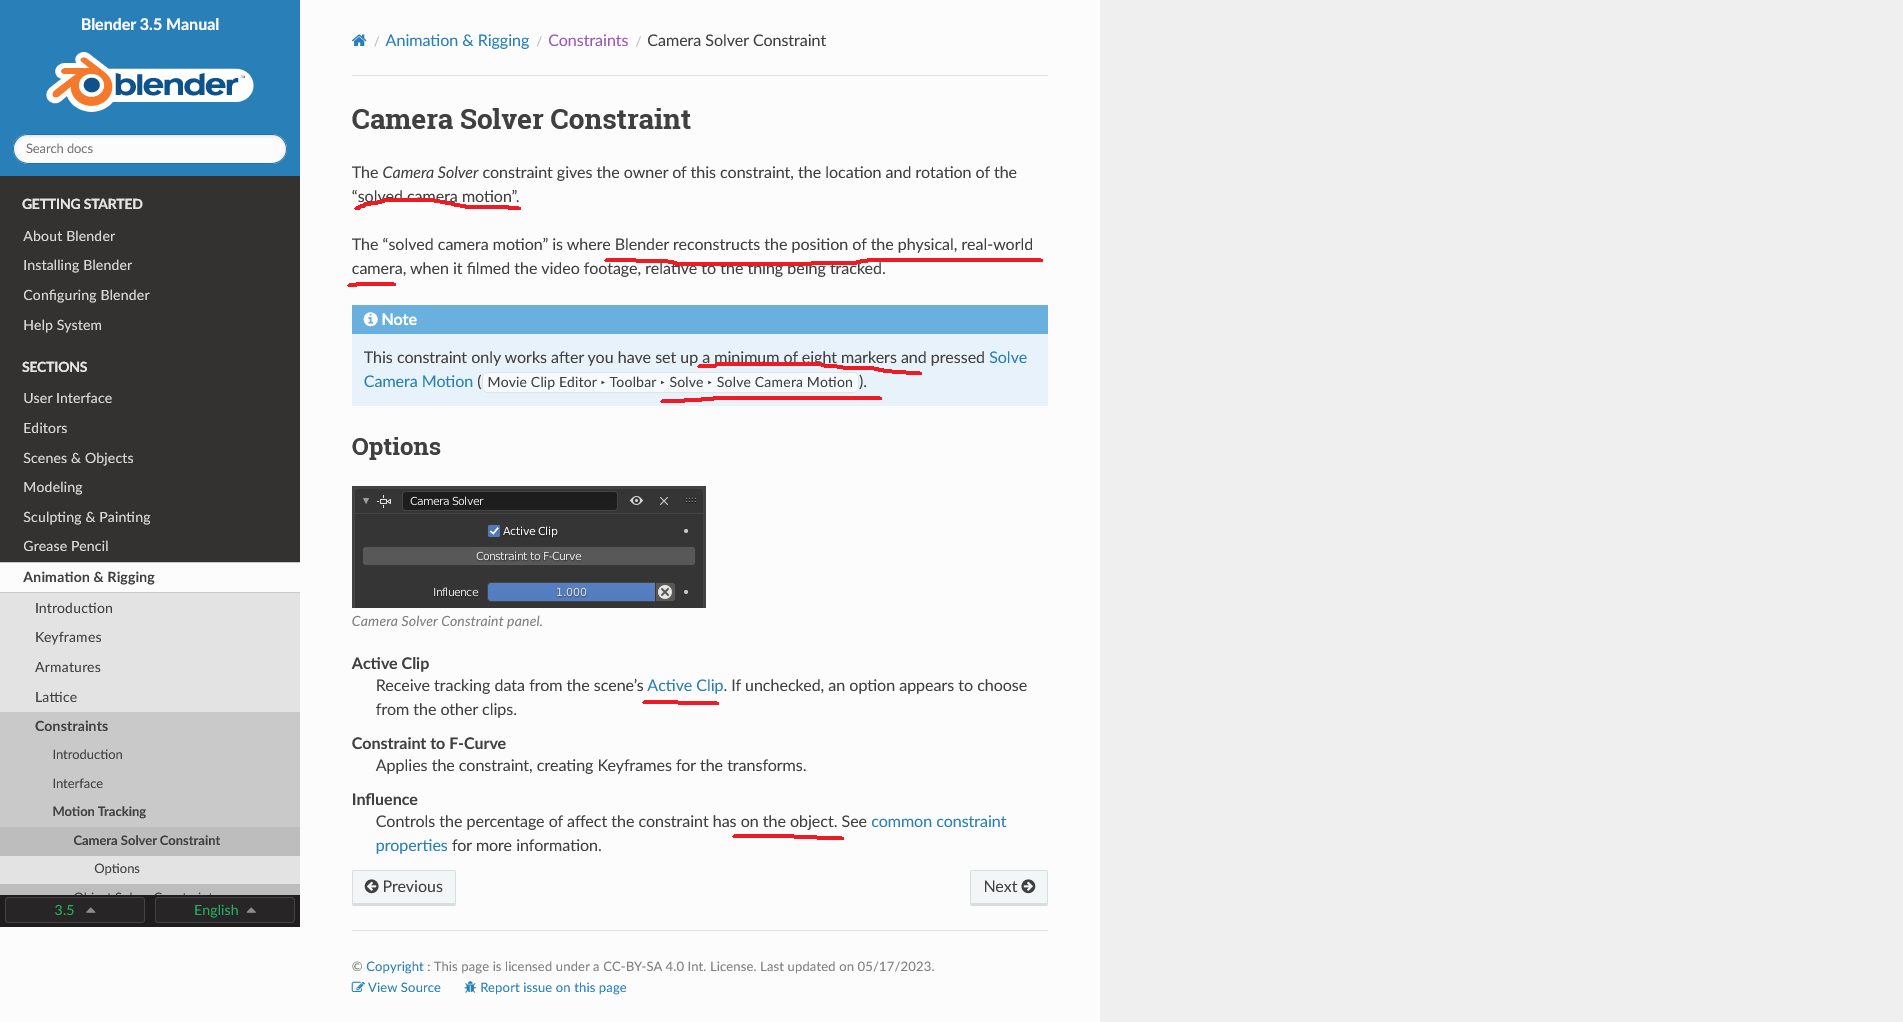 Blender 3.5 Manual
blender™
Search docs
GETTING STARTED
About Blender
Installing Blender
Configuring Blender
Help System
SECTIONS
User Interface
Editors
Scenes & Objects
Modeling
Sculpting & Painting
Grease Pencil
Animation & Rigging
Introduction
Keyframes
Armatures
Lattice
Constraints
Introduction
Interface
Motion Tracking
Camera Solver Constraint
Options
Object Solver Constraint
3.5
English
/ Animation & Rigging / Constraints / Camera Solver Constraint
Camera Solver Constraint
The Camera Solver constraint gives the owner of this constraint, the location and rotation of the
“solved camera motion”.
The “solved camera motion” is where Blender reconstructs the position of the physical, real-world
camera, when it filmed the video footage, relative to the thing being tracked.
Note
This constraint only works after you have set up a minimum of eight markers and pressed Solve
Camera Motion ( Movie Clip Editor ‣ Toolbar ‣ Solve ‣ Solve Camera Motion ).
Options
Camera Solver
Active Clip
Constraint to F-Curve
Influence 1.000
Camera Solver Constraint panel.
Active Clip
Receive tracking data from the scene’s Active Clip. If unchecked, an option appears to choose
from the other clips.
Constraint to F-Curve
Applies the constraint, creating Keyframes for the transforms.
Influence
Controls the percentage of affect the constraint has on the object. See common constraint
properties for more information.
Previous
Next
© Copyright : This page is licensed under a CC-BY-SA 4.0 Int. License. Last updated on 05/17/2023.
View Source Report issue on this page